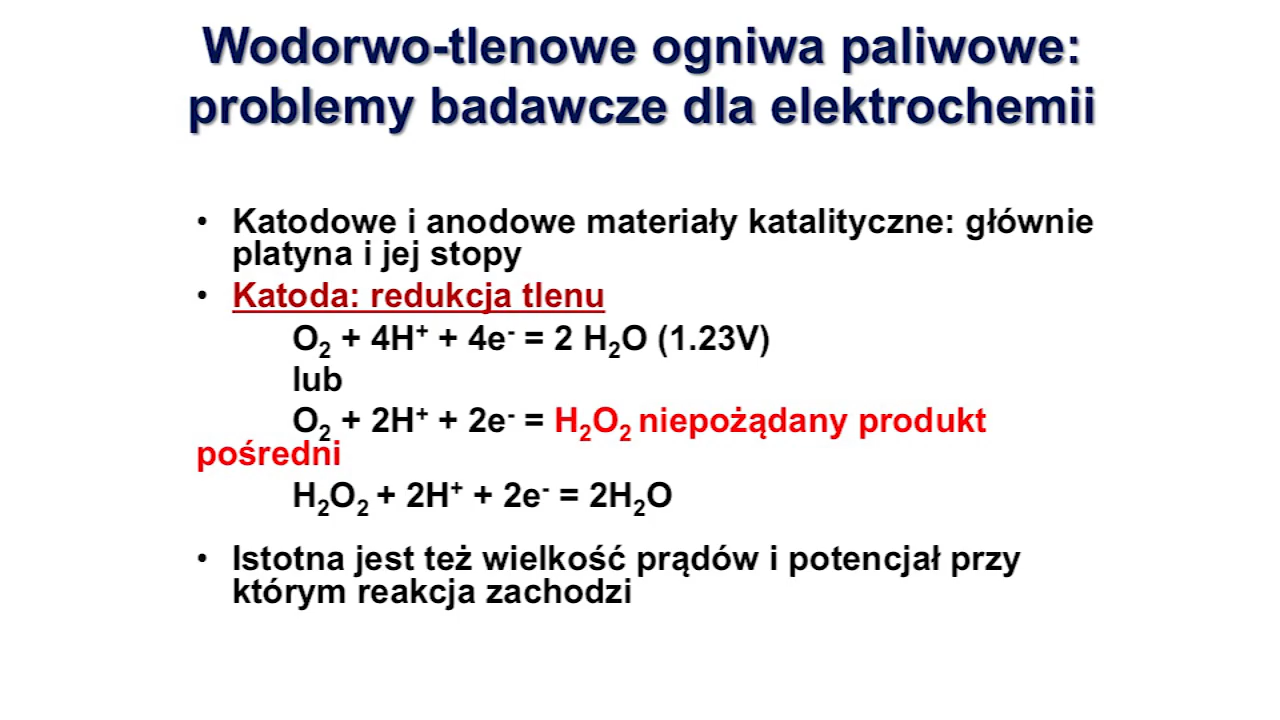 Wodorwo-tlenowe ogniwa paliwowe:
problemy badawcze dla elektrochemii
• Katodowe i anodowe materiały katalityczne: głównie
platyna i jej stopy
• Katoda: redukcja tlenu
O₂ + 4H⁺ + 4e⁻ = 2 H₂O (1.23V)
lub
O₂ + 2H⁺ + 2e⁻ = H₂O₂ niepożądany produkt
pośredni
H₂O₂ + 2H⁺ + 2e⁻ = 2H₂O
• Istotna jest też wielkość prądów i potencjał przy
którym reakcja zachodzi